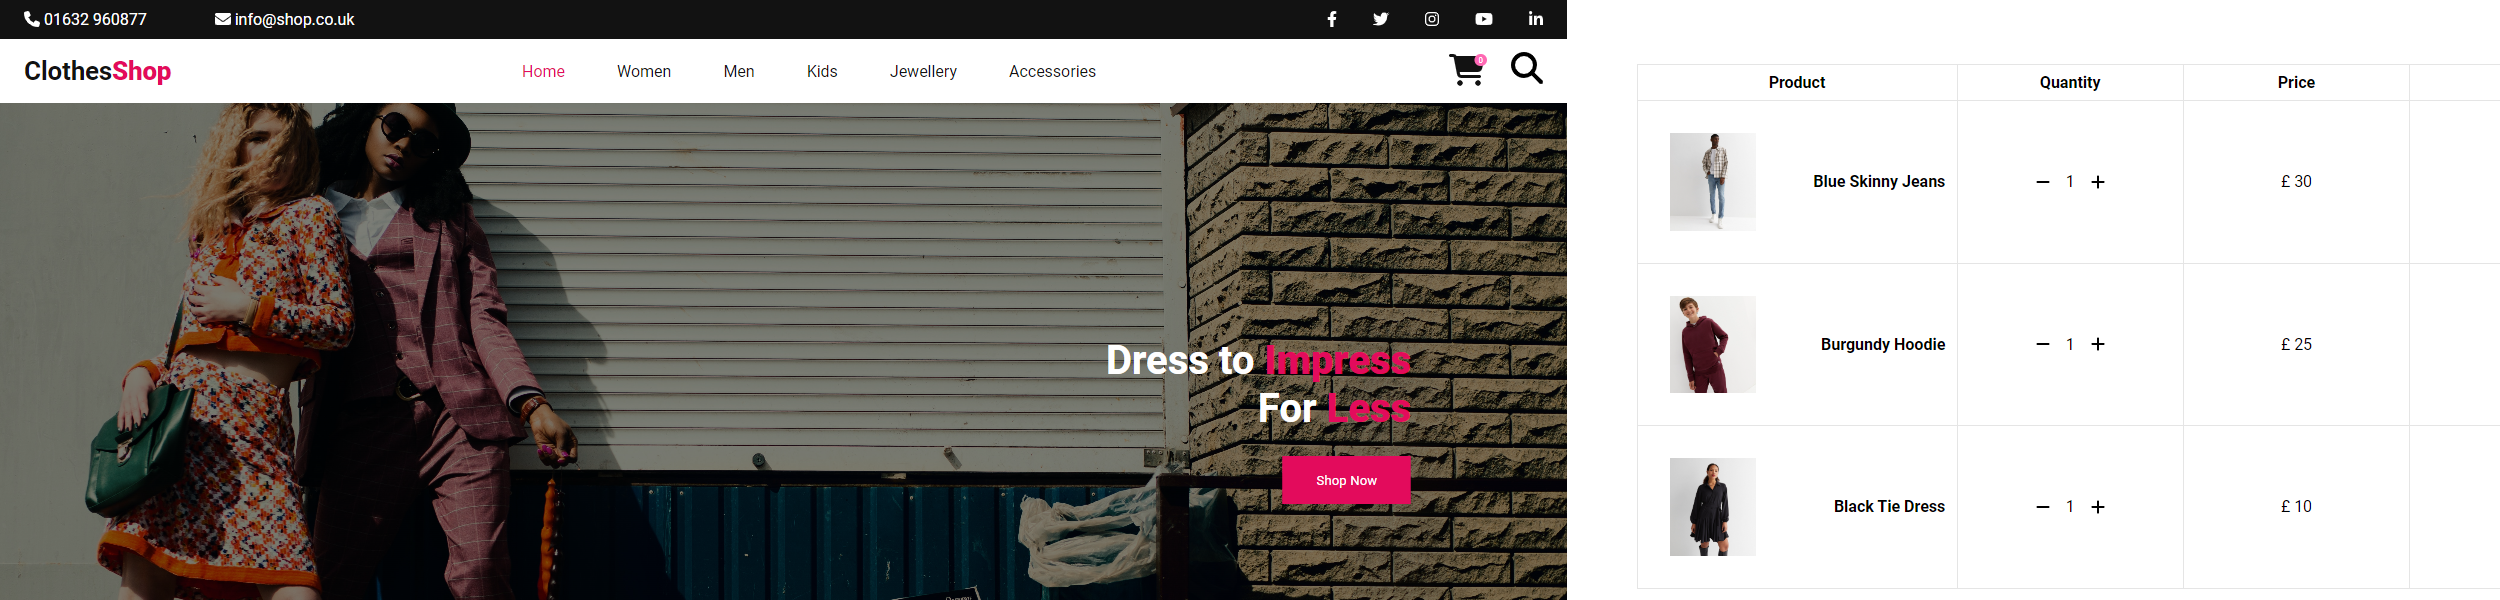 01632 960877 info@shop.co.uk
ClothesShop Home Women Men Kids Jewellery Accessories 0
Dress to Impress
For Less
Shop Now
Product Quantity Price
Blue Skinny Jeans 1 £ 30
Burgundy Hoodie 1 £ 25
Black Tie Dress 1 £ 10